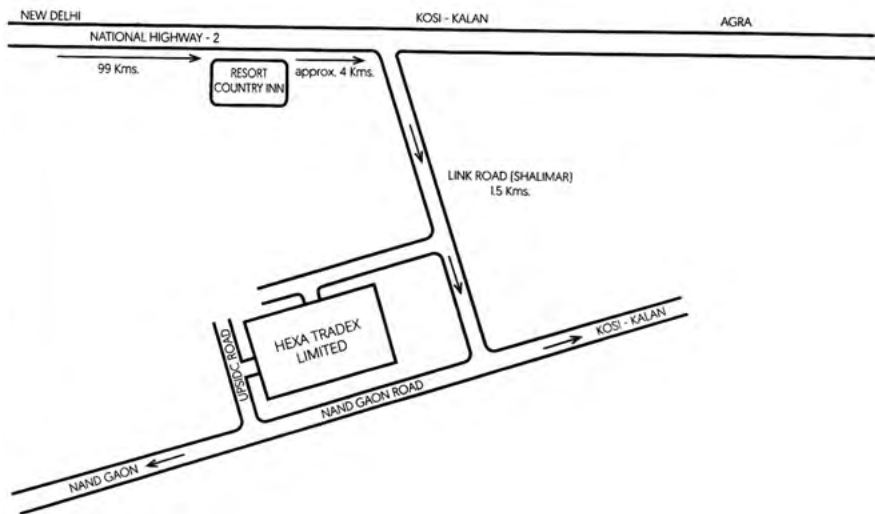 NEW DELHI
KOSI - KALAN
AGRA
NATIONAL HIGHWAY - 2
99 Kms.
RESORT
COUNTRY INN
approx. 4 Kms.
LINK ROAD (SHALIMAR)
1.5 Kms.
HEXA TRADEX
LIMITED
UPSIDC ROAD
KOSI - KALAN
NAND GAON ROAD
NAND GAON